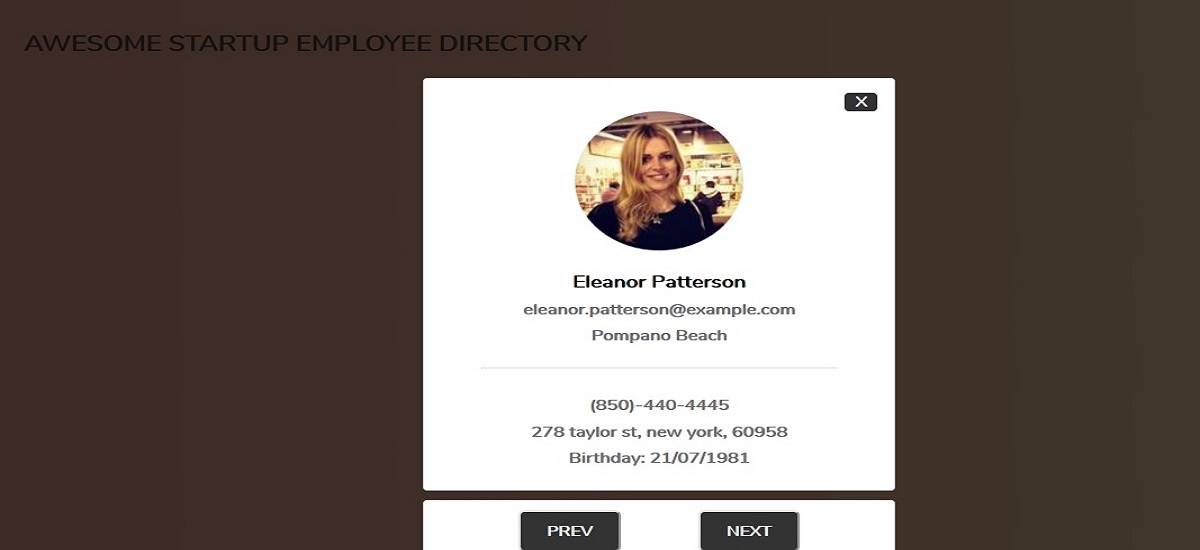 AWESOME STARTUP EMPLOYEE DIRECTORY
X
Eleanor Patterson
eleanor.patterson@example.com
Pompano Beach
(850)-440-4445
278 taylor st, new york, 60958
Birthday: 21/07/1981
PREV NEXT